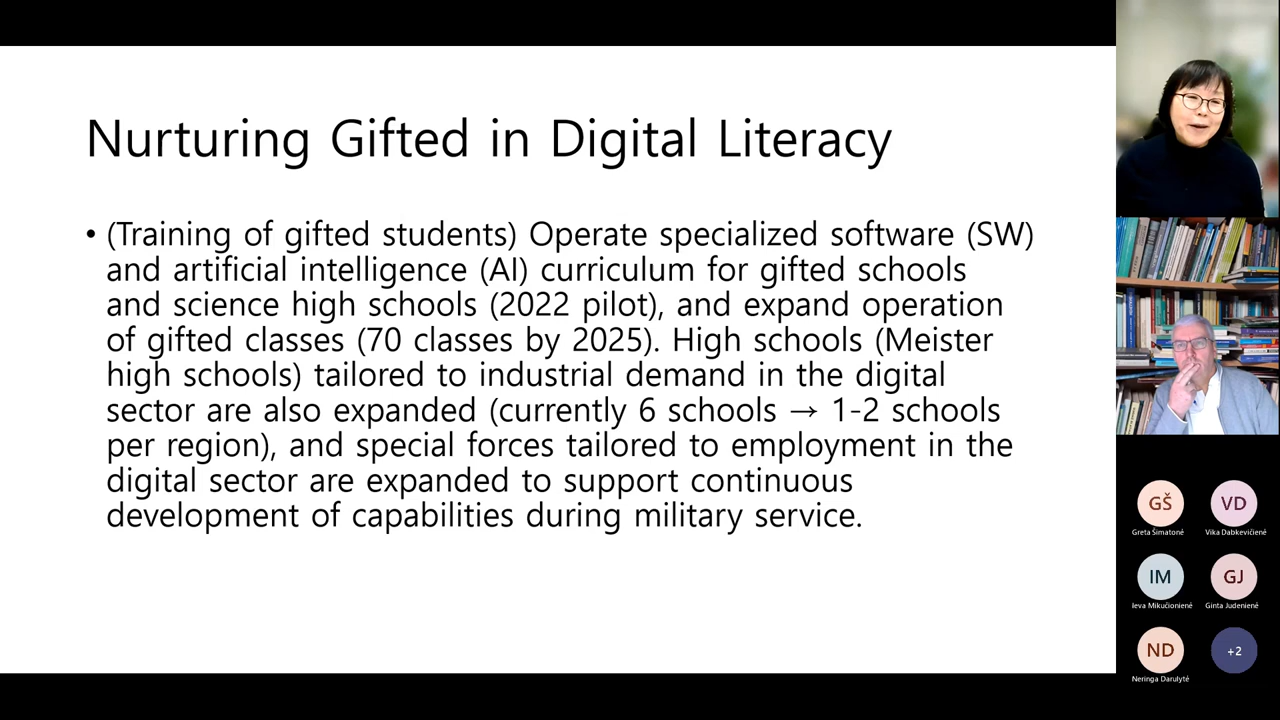 Nurturing Gifted in Digital Literacy
• (Training of gifted students) Operate specialized software (SW)
and artificial intelligence (AI) curriculum for gifted schools
and science high schools (2022 pilot), and expand operation
of gifted classes (70 classes by 2025). High schools (Meister
high schools) tailored to industrial demand in the digital
sector are also expanded (currently 6 schools → 1-2 schools
per region), and special forces tailored to employment in the
digital sector are expanded to support continuous
development of capabilities during military service.
GŠ
Greta Šimatonė
VD
Vika Dabkevičienė
IM
Ieva Mikučionienė
GJ
Ginta Judenienė
ND
Neringa Darulytė
+2